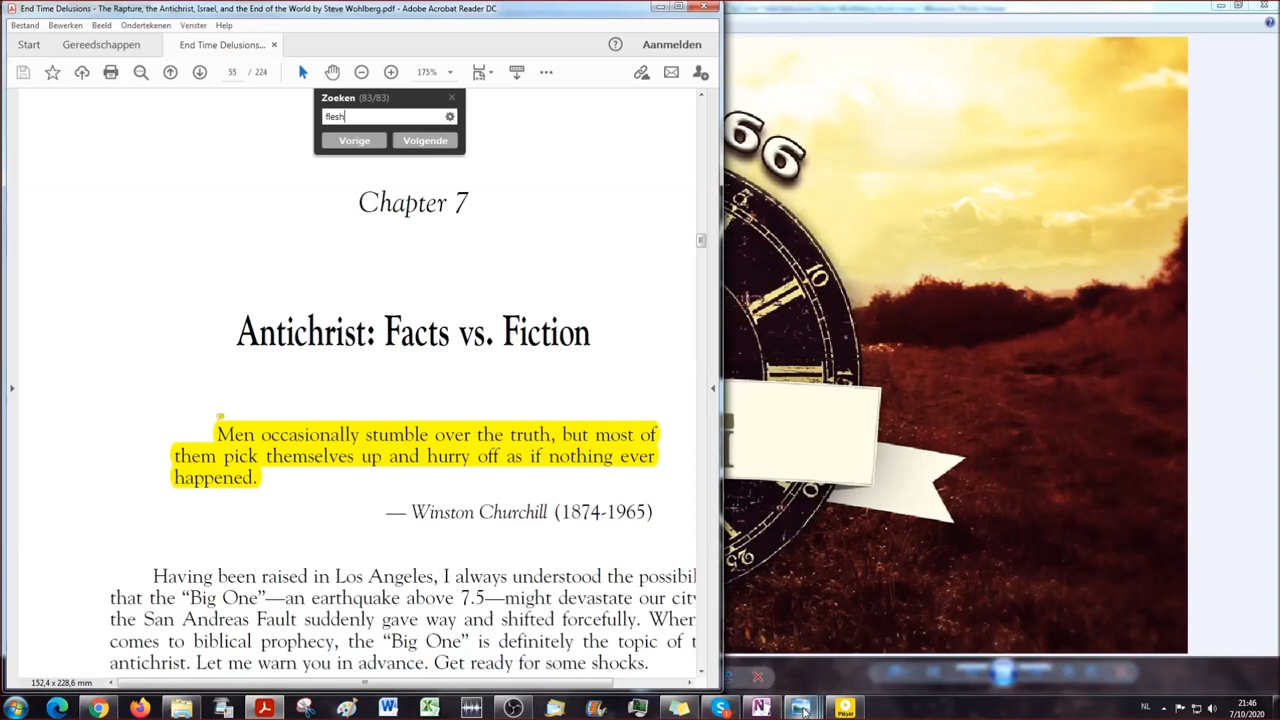 End Time Delusions - The Rapture, the Antichrist, Israel, and the End of the World by Steve Wohlberg.pdf - Adobe Acrobat Reader DC
Bestand Bewerken Beeld Ondertekenen Venster Help
Start Gereedschappen End Time Delusions... × Aanmelden
55 / 224 175%
Zoeken (83/83)
flesh
Vorige Volgende
Chapter 7
Antichrist: Facts vs. Fiction
Men occasionally stumble over the truth, but most of
them pick themselves up and hurry off as if nothing ever
happened.
— Winston Churchill (1874-1965)
Having been raised in Los Angeles, I always understood the possibil
that the “Big One”—an earthquake above 7.5—might devastate our city
the San Andreas Fault suddenly gave way and shifted forcefully. When
comes to biblical prophecy, the “Big One” is definitely the topic of t
antichrist. Let me warn you in advance. Get ready for some shocks.
152,4 x 228,6 mm
66
5
10
20
25
NL 21:46
7/10/2020